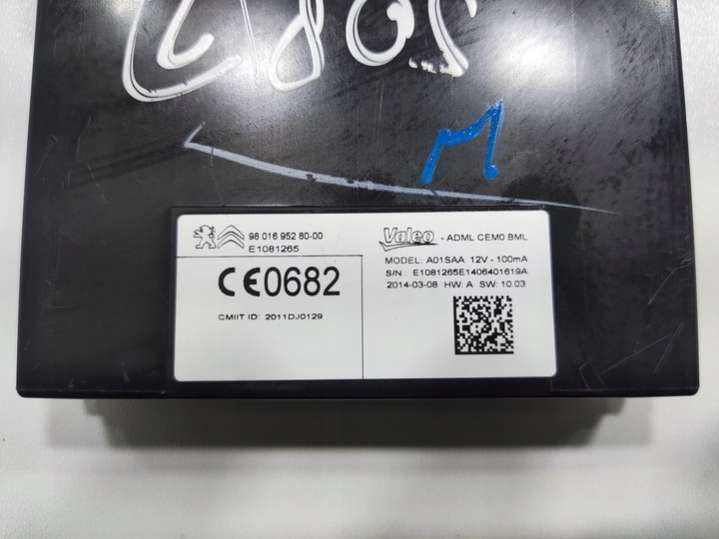 M
98 016 952 80-00
E1081265
CE0682
CMIIT ID: 2011DJ0129
Valeo - ADML CEM0 BML
MODEL: A01SAA 12V - 100mA
S/N : E1081265E1406401619A
2014-03-08 HW: A SW: 10.03